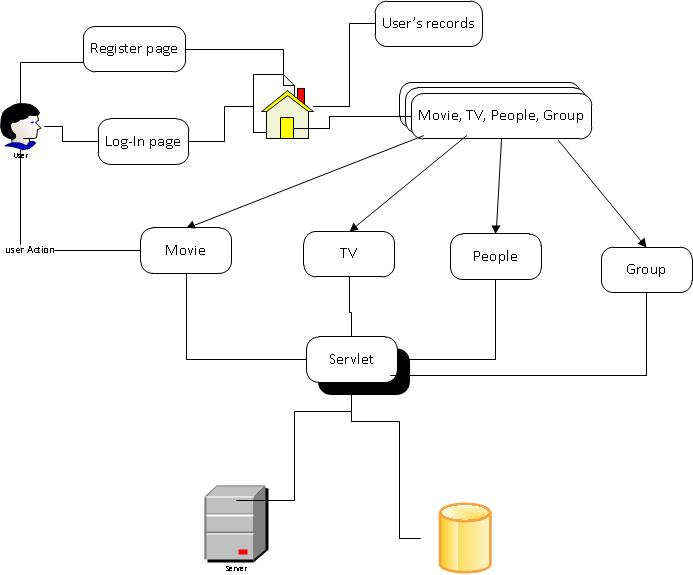 User's records
Register page
Movie, TV, People, Group
Log-In page
User
user Action
Movie
TV
People
Group
Servlet
Server